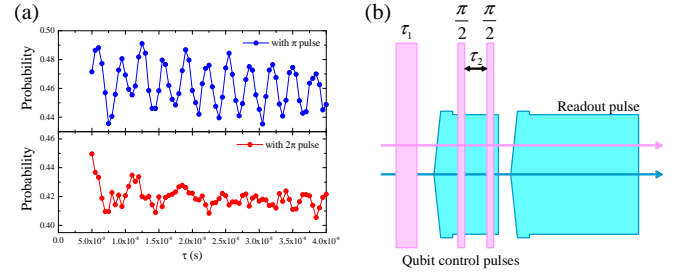 (a)
0.50
0.48
0.46
0.44
Probability
with π pulse
0.46
0.44
0.42
0.40
Probability
with 2π pulse
0.0 5.0x10⁻⁶ 1.0x10⁻⁶ 1.5x10⁻⁶ 2.0x10⁻⁶ 2.5x10⁻⁶ 3.0x10⁻⁶ 3.5x10⁻⁶ 4.0x10⁻⁶
τ (s)
(b)
τ₁
π/2 π/2
τ₂
Readout pulse
Qubit control pulses